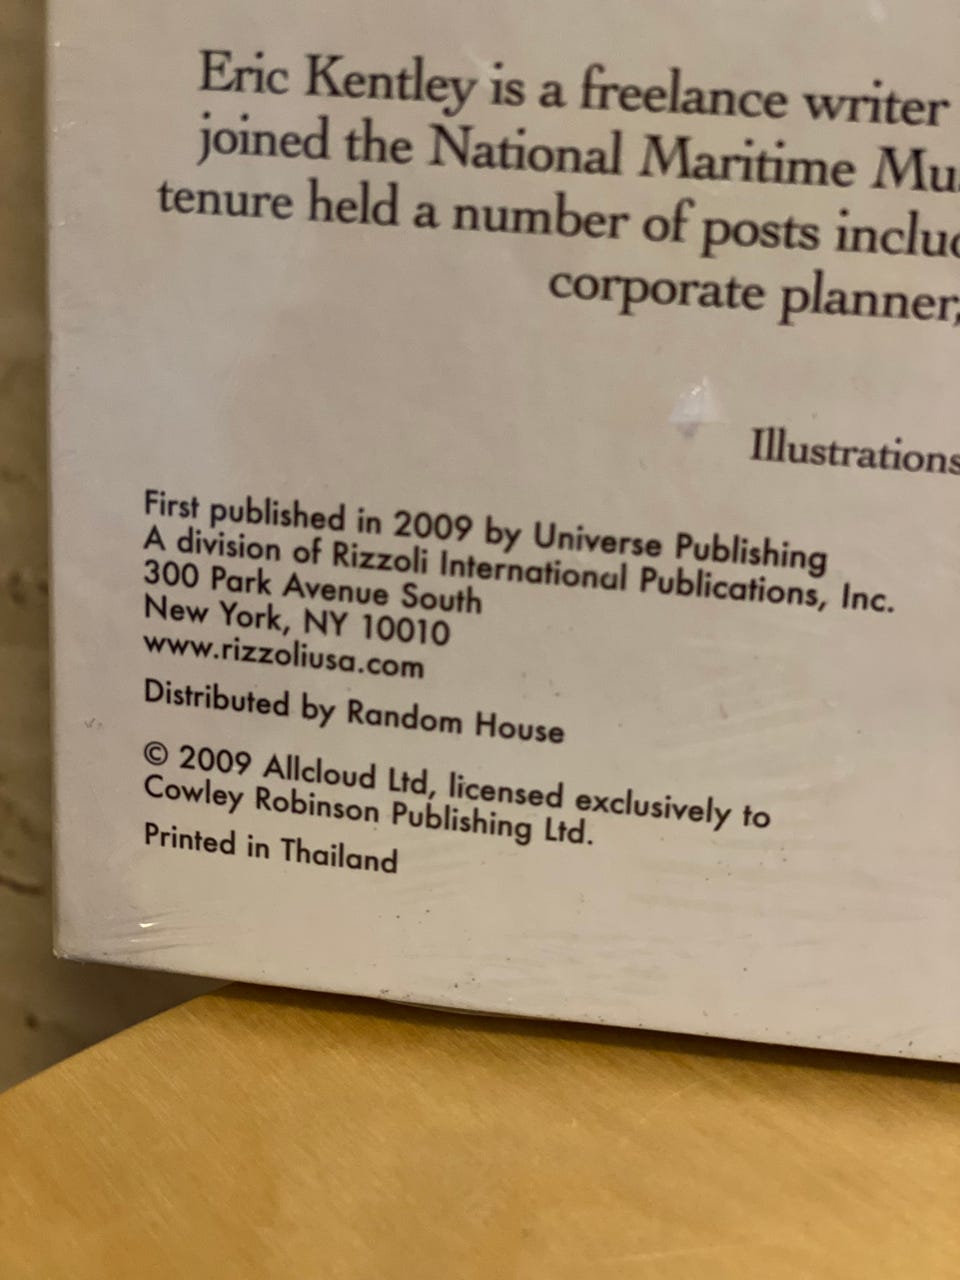 Eric Kentley is a freelance writer
joined the National Maritime
tenure held a number of posts
corporate planner,
Illustrations
First published in 2009 by Universe Publishing
A division of Rizzoli International Publications, Inc.
300 Park Avenue South
New York, NY 10010
www.rizzoliusa.com
Distributed by Random House
© 2009 Allcloud Ltd, licensed exclusively to
Cowley Robinson Publishing Ltd.
Printed in Thailand